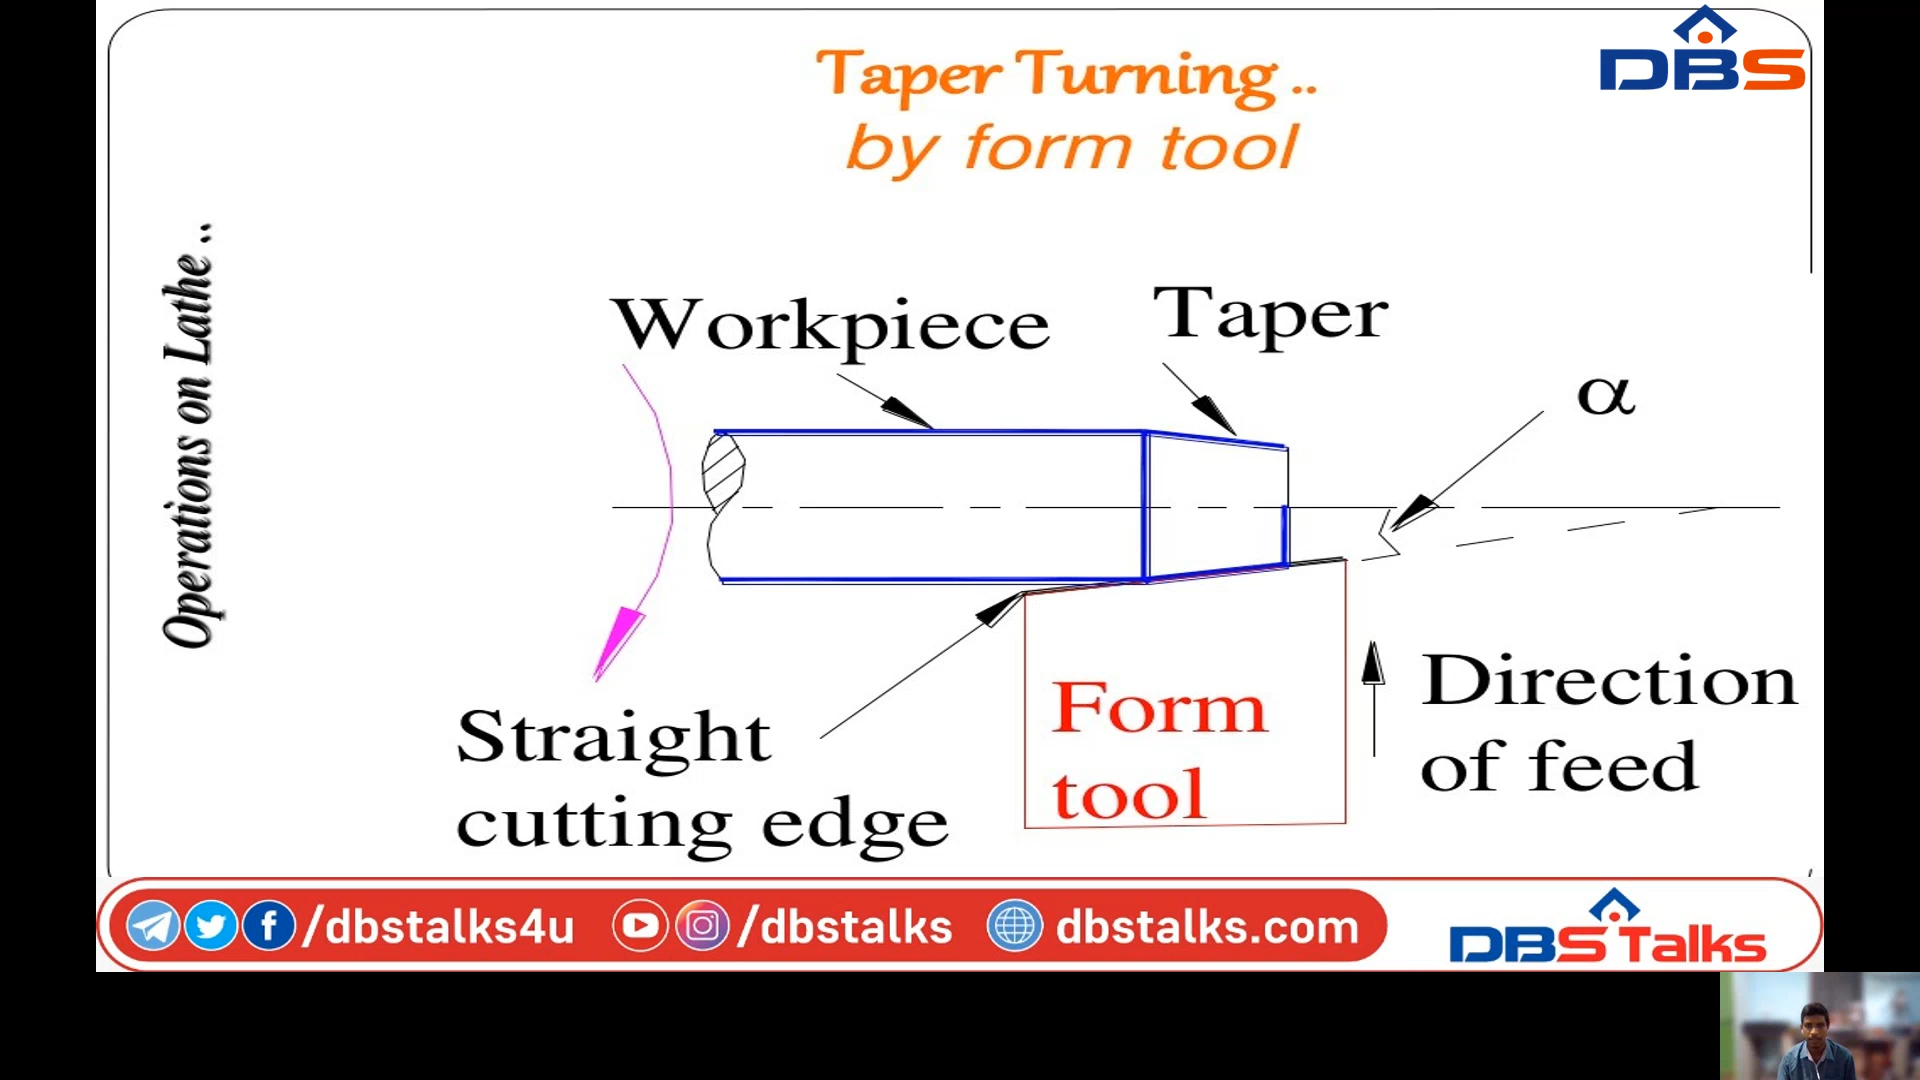 DBS
Taper Turning ..
by form tool
Operations on Lathe ..
Workpiece
Taper
α
Straight
cutting edge
Form
tool
Direction
of feed
/dbstalks4u
/dbstalks
dbstalks.com
DBS Talks